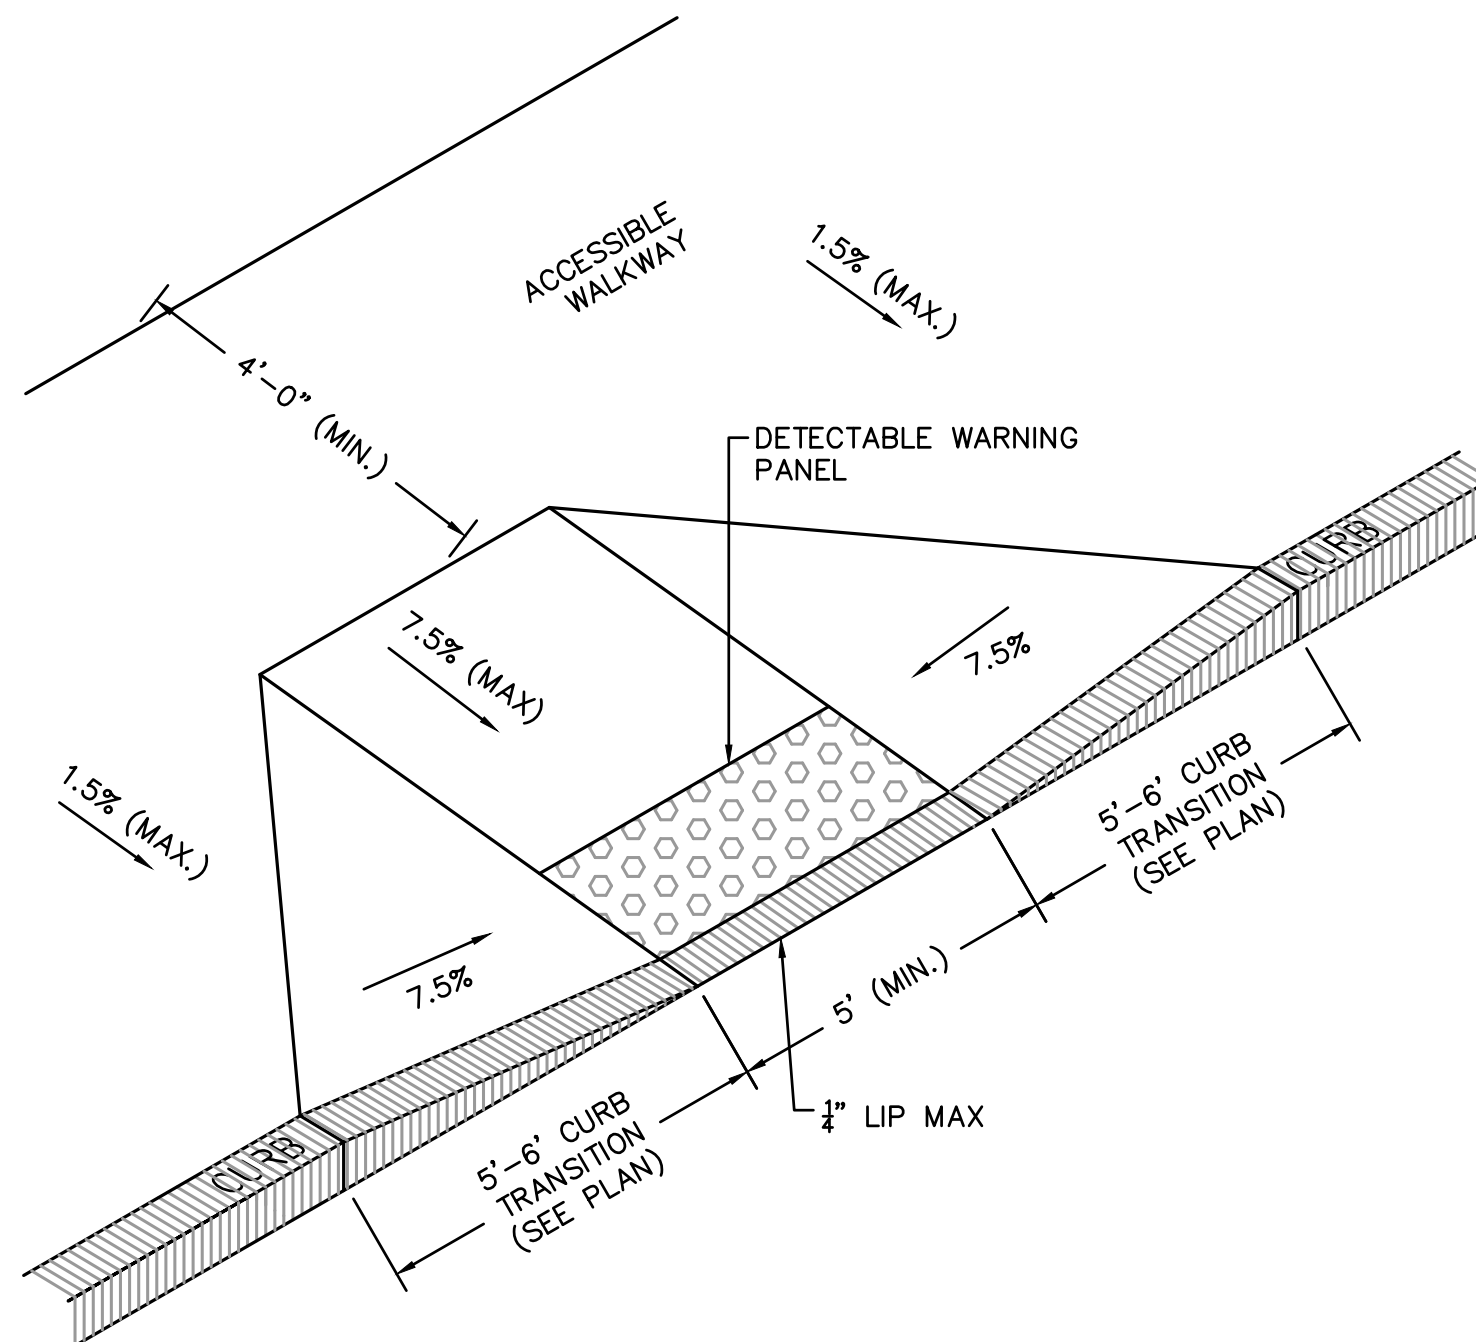 ACCESSIBLE
WALKWAY
1.5% (MAX.)
4'-0" (MIN.)
DETECTABLE WARNING
PANEL
CURB
7.5% (MAX)
7.5%
1.5% (MAX.)
5'-6' CURB
TRANSITION
(SEE PLAN)
7.5%
5' (MIN.)
1/4" LIP MAX
CURB
5'-6' CURB
TRANSITION
(SEE PLAN)